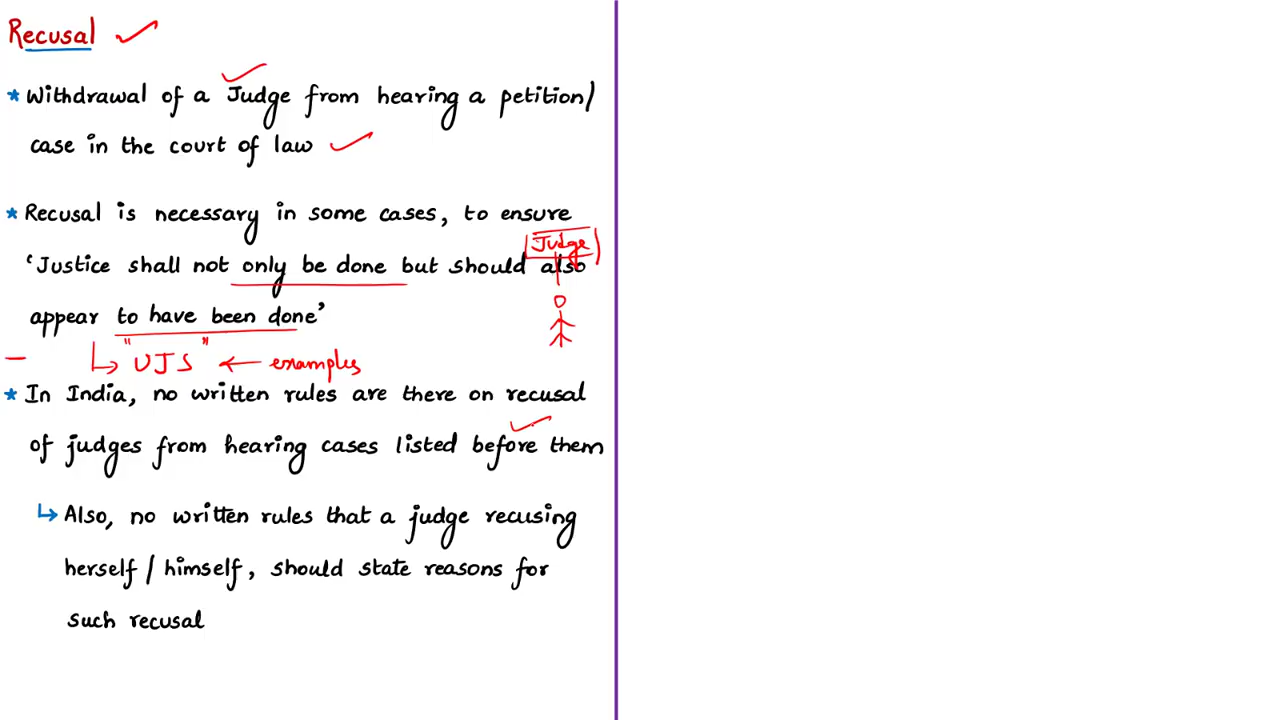 Recusal
* Withdrawal of a Judge from hearing a petition/
case in the court of law
* Recusal is necessary in some cases, to ensure
Judge
'Justice shall not only be done but should also
appear to have been done'
↳ "UJS" ← examples
* In India, no written rules are there on recusal
of judges from hearing cases listed before them
↳ Also, no written rules that a judge recusing
herself/himself, should state reasons for
such recusal